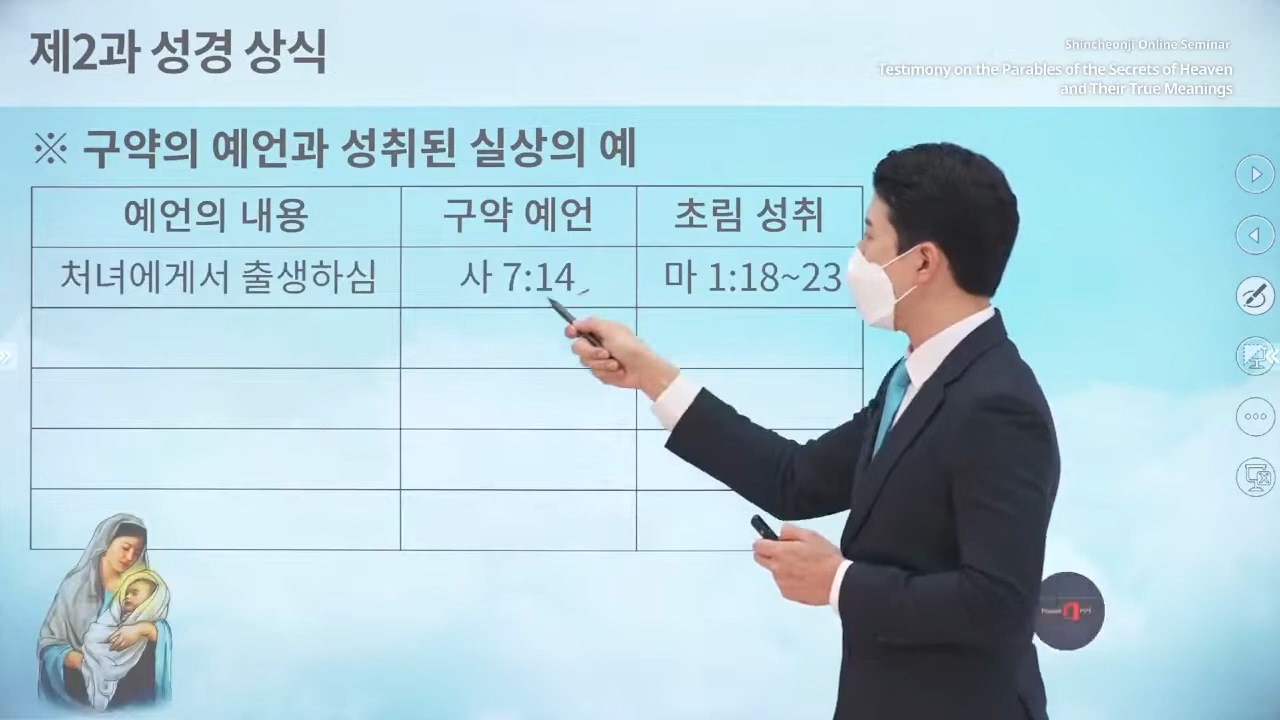 제2과 성경 상식
Shincheonji Online Seminar
Testimony on the Parables of the Secrets of Heaven
and Their True Meanings
※ 구약의 예언과 성취된 실상의 예
예언의 내용 구약 예언 초림 성취
처녀에게서 출생하심 사 7:14 마 1:18~23